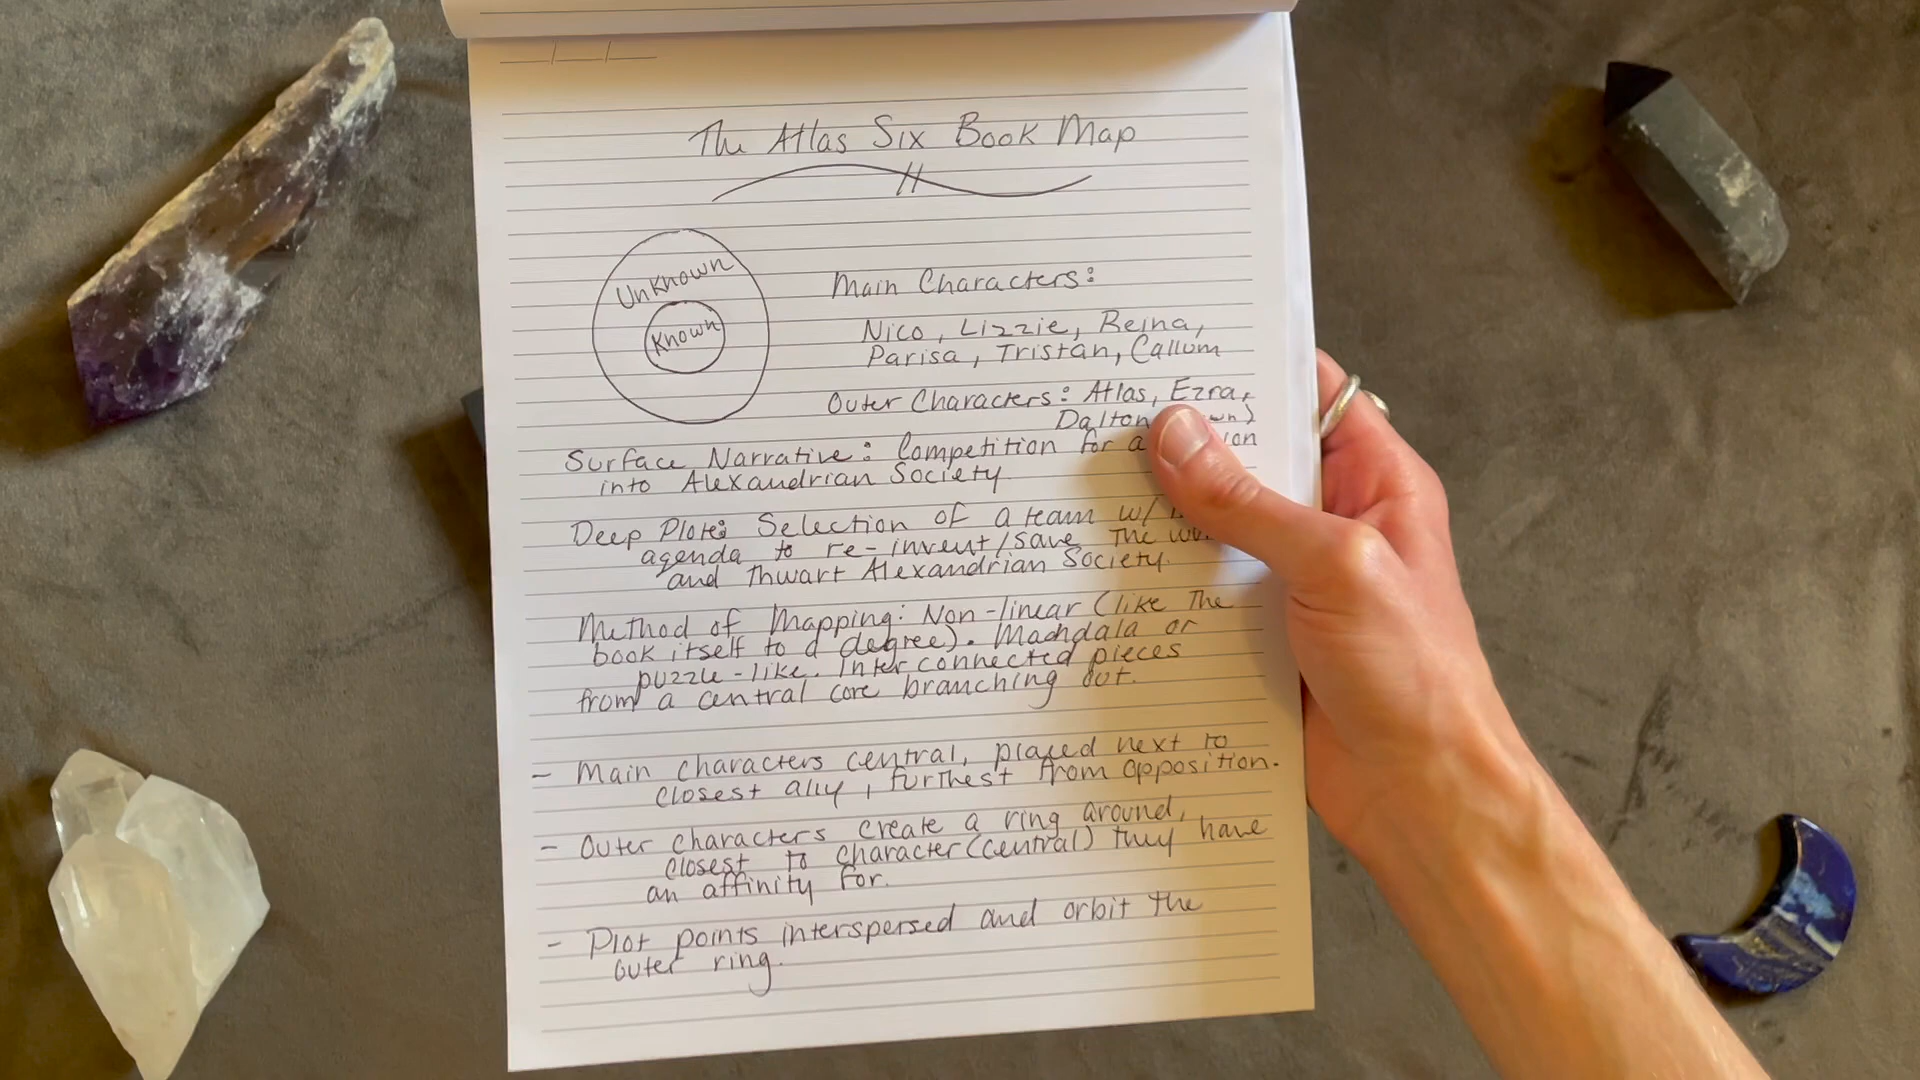 The Atlas Six Book Map
Unknown
Known
Main Characters:
Nico, Lizzie, Reina,
Parisa, Tristan, Callum
Outer Characters: Atlas, Ezra,
Dalton
Surface Narrative: Competition for a
into Alexandrian Society
Deep Plot: Selection of a team w/
agenda to re-invent/save the
and thwart Alexandrian Society.
Method of Mapping: Non-linear (like the
book itself to a degree). Machdala or
puzzle-like. Interconnected pieces
from a central core branching out.
- Main characters central, placed next to
closest ally, furthest from opposition.
- Outer characters create a ring around,
closest to character (central) they have
an affinity for.
- Plot points interspersed and orbit the
outer ring.